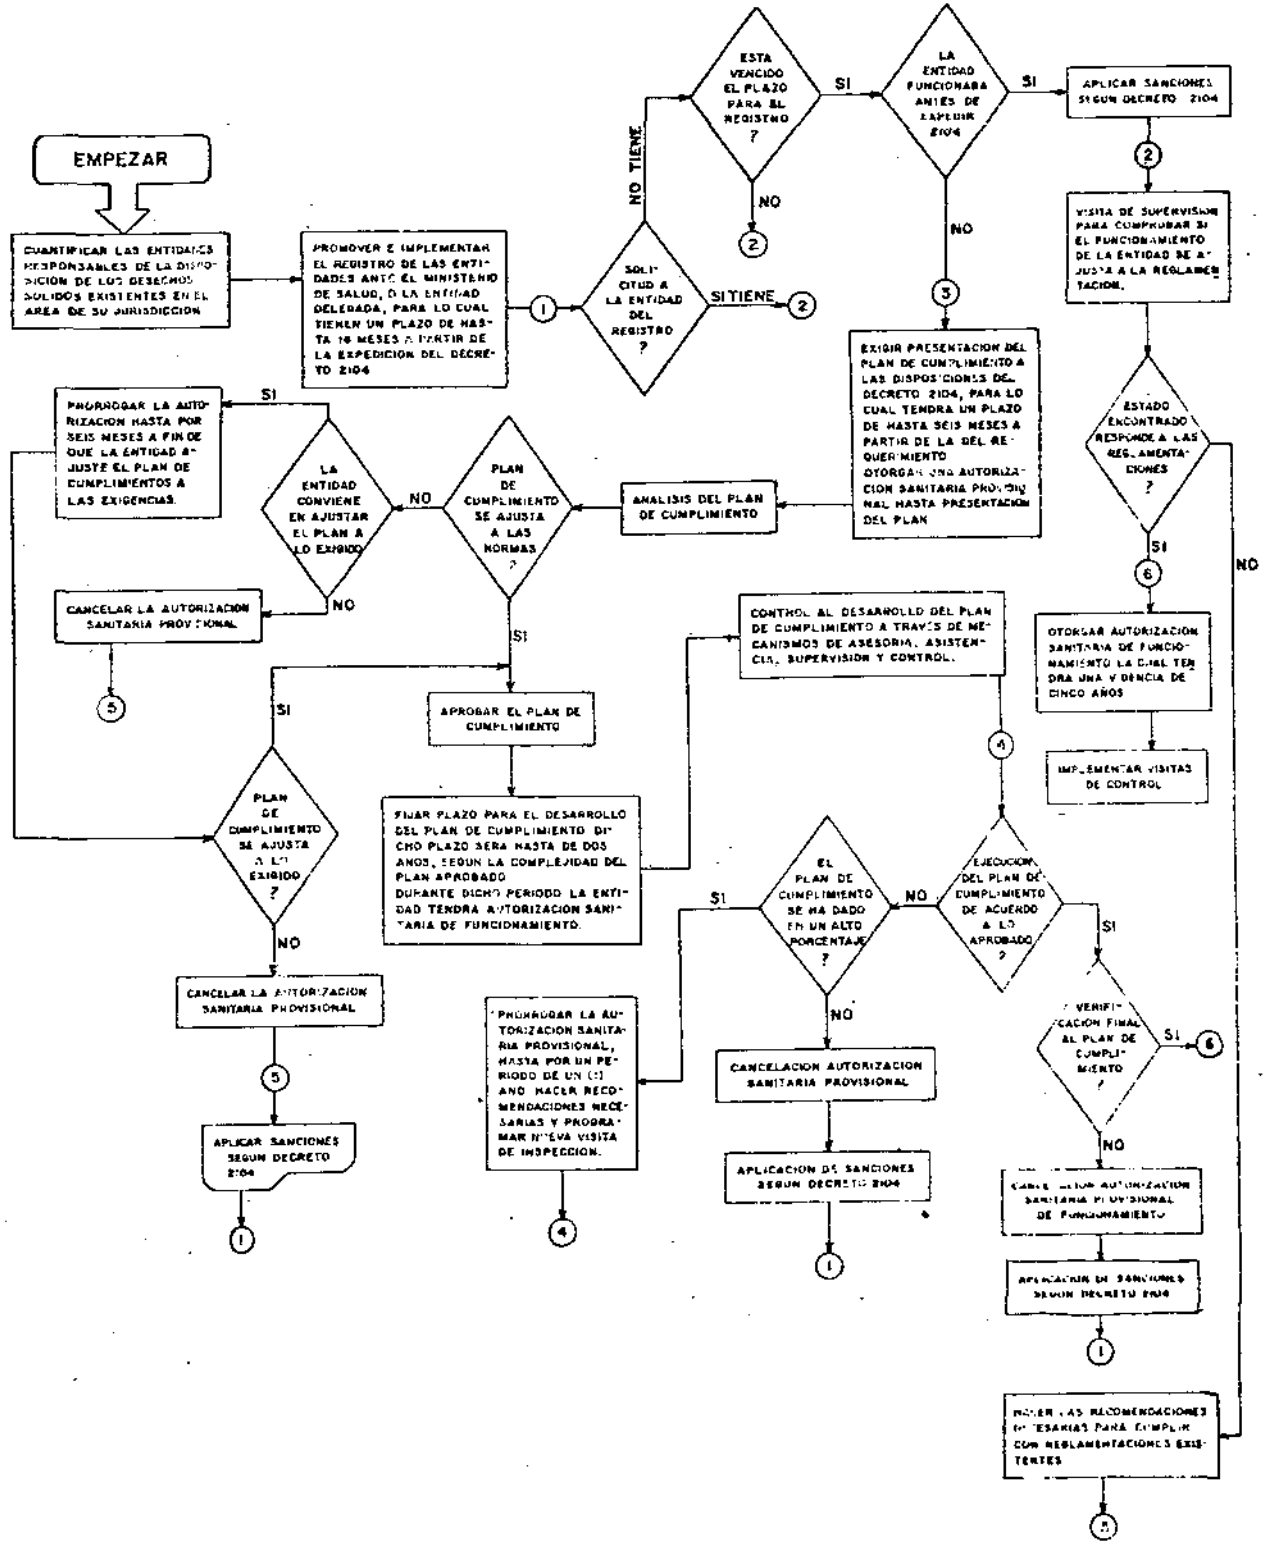 EMPEZAR
CUANTIFICAR LAS ENTIDADES
RESPONSABLES DE LA DISPO-
SICION DE LOS DESECHOS
SOLIDOS EXISTENTES EN EL
AREA DE SU JURISDICCION
PROMOVER E IMPLEMENTAR
EL REGISTRO DE LAS ENTI-
DADES ANTE EL MINISTERIO
DE SALUD, O LA ENTIDAD
DELEGADA, PARA LO CUAL
TIENEN UN PLAZO DE HAS-
TA MESES A PARTIR DE
LA EXPEDICION DEL DECRE-
TO 2104
1
SOLI-
CITUD A
LA ENTIDAD
DEL
REGISTRO
?
SI TIENE
2
NO TIENE
ESTA
VENCIDO
EL PLAZO
PARA EL
REGISTRO
?
NO
2
SI
LA
ENTIDAD
FUNCIONABA
ANTES DE
EXPEDIR
2104
SI
APLICAR SANCIONES
SEGUN DECRETO 2104
2
VISITA DE SUPERVISION
PARA COMPROBAR SI
EL FUNCIONAMIENTO
DE LA ENTIDAD SE A-
JUSTA A LA REGLAMEN
TACION.
NO
3
EXIGIR PRESENTACION DEL
PLAN DE CUMPLIMIENTO A
LAS DISPOSICIONES DEL
DECRETO 2104, PARA LO
CUAL TENDRA UN PLAZO
DE HASTA SEIS MESES A
PARTIR DE LA DEL RE-
QUERIMIENTO
OTORGAR UNA AUTORIZA-
CION SANITARIA PROVISIO
NAL HASTA PRESENTACION
DEL PLAN
ESTADO
ENCONTRADO
RESPONDE A LAS
REGLAMENTA-
CIONES
?
SI
NO
6
OTORGAR AUTORIZACION
SANITARIA DE FUNCIO-
NAMIENTO LA CUAL TEN
DRA UNA VIGENCIA DE
CINCO AÑOS
IMPLEMENTAR VISITAS
DE CONTROL
ANALISIS DEL PLAN
DE CUMPLIMIENTO
PLAN
DE
CUMPLIMIENTO
SE AJUSTA
A LAS
NORMAS
?
NO
SI
LA
ENTIDAD
CONVIENE
EN AJUSTAR
EL PLAN A
LO EXIGIDO
SI
NO
PRORROGAR LA AUTO-
RIZACION HASTA POR
SEIS MESES A FIN DE
QUE LA ENTIDAD A-
JUSTE EL PLAN DE
CUMPLIMIENTOS A
LAS EXIGENCIAS.
CANCELAR LA AUTORIZACION
SANITARIA PROVISIONAL
5
APROBAR EL PLAN DE
CUMPLIMIENTO
CONTROL AL DESARROLLO DEL PLAN
DE CUMPLIMIENTO A TRAVES DE ME-
CANISMOS DE ASESORIA, ASISTEN-
CIA, SUPERVISION Y CONTROL.
4
SI
PLAN
DE
CUMPLIMIENTO
SE AJUSTA
A LO
EXIGIDO
?
NO
CANCELAR LA AUTORIZACION
SANITARIA PROVISIONAL
5
APLICAR SANCIONES
SEGUN DECRETO
2104
1
FIJAR PLAZO PARA EL DESARROLLO
DEL PLAN DE CUMPLIMIENTO DI-
CHO PLAZO SERA HASTA DE DOS
AÑOS, SEGUN LA COMPLEJIDAD DEL
PLAN APROBADO
DURANTE DICHO PERIODO LA ENTI-
DAD TENDRA AUTORIZACION SANI-
TARIA DE FUNCIONAMIENTO.
EJECUCION
DEL PLAN DE
CUMPLIMIENTO
DE ACUERDO
A LO
APROBADO
?
NO
SI
EL
PLAN DE
CUMPLIMIENTO
SE HA DADO
EN UN ALTO
PORCENTAJE
?
SI
NO
PRORROGAR LA AU-
TORIZACION SANITA-
RIA PROVISIONAL,
HASTA POR UN PE-
RIODO DE UN (1)
AÑO HACER RECO-
MENDACIONES NECE-
SARIAS Y PROGRA-
MAR NUEVA VISITA
DE INSPECCION.
4
CANCELACION AUTORIZACION
SANITARIA PROVISIONAL
APLICACION DE SANCIONES
SEGUN DECRETO 2104
1
VERIFI-
CACION FINAL
AL PLAN DE
CUMPLI-
MIENTO
?
SI
6
NO
CANCELACION AUTORIZACION
SANITARIA PROVISIONAL
DE FUNCIONAMIENTO
APLICACION DE SANCIONES
SEGUN DECRETO 2104
1
HACER LAS RECOMENDACIONES
NECESARIAS PARA CUMPLIR
CON REGLAMENTACIONES EXIS-
TENTES